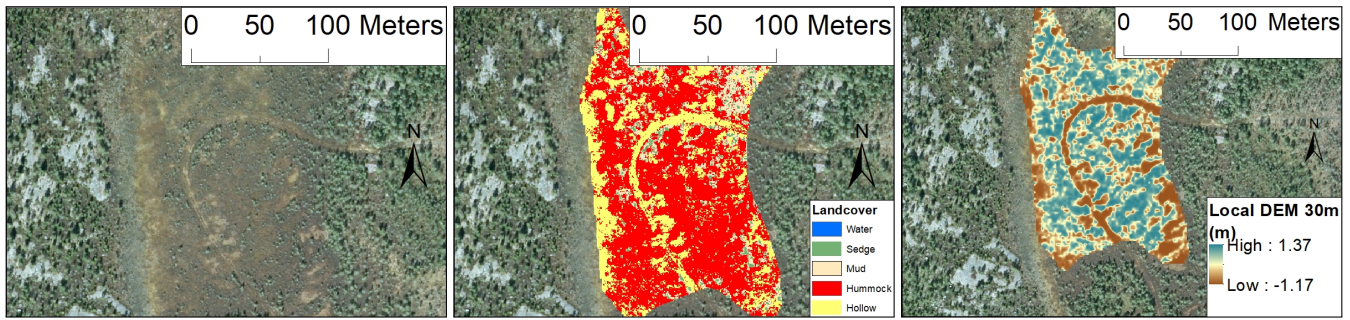 0 50 100 Meters
N
0 50 100 Meters
N
Landcover
Water
Sedge
Mud
Hummock
Hollow
0 50 100 Meters
N
Local DEM 30m
(m)
High : 1.37
Low : -1.17